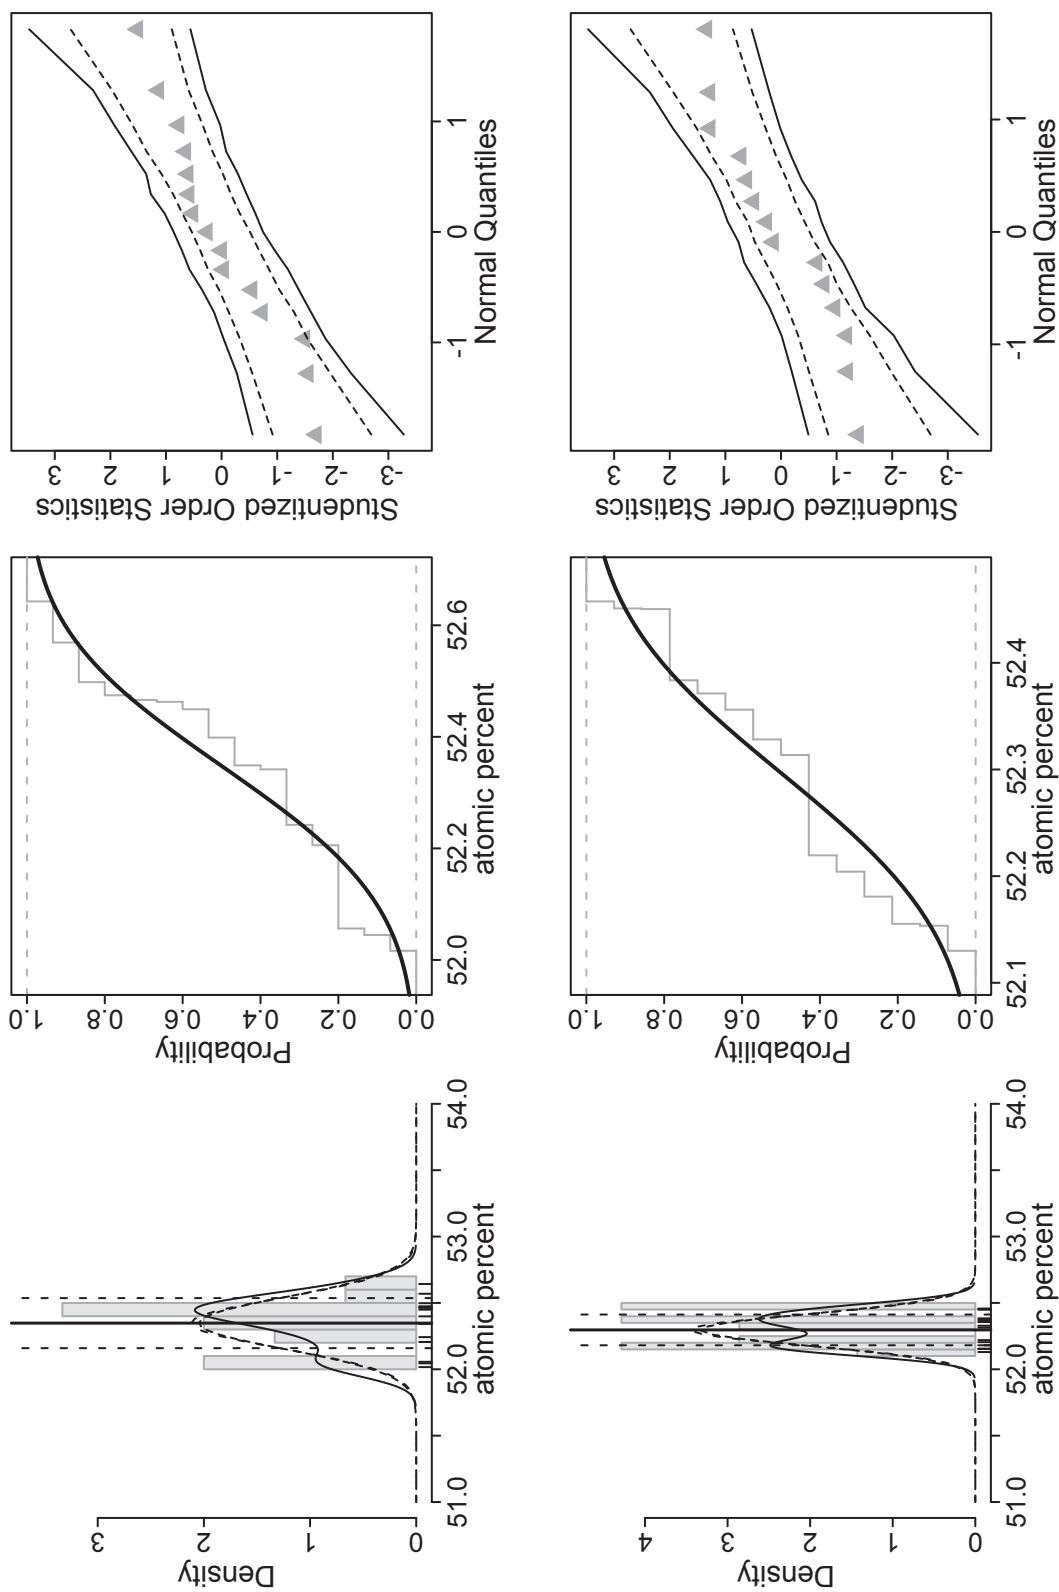 Density
3
2
1
0
51.0 52.0 53.0 54.0
atomic percent
Probability
1.0
0.8
0.6
0.4
0.2
0.0
52.0 52.2 52.4 52.6
atomic percent
Studentized Order Statistics
3
2
1
0
-1
-2
-3
-1 0 1
Normal Quantiles
Density
4
3
2
1
0
51.0 52.0 53.0 54.0
atomic percent
Probability
1.0
0.8
0.6
0.4
0.2
0.0
52.1 52.2 52.3 52.4
atomic percent
Studentized Order Statistics
3
2
1
0
-1
-2
-3
-1 0 1
Normal Quantiles